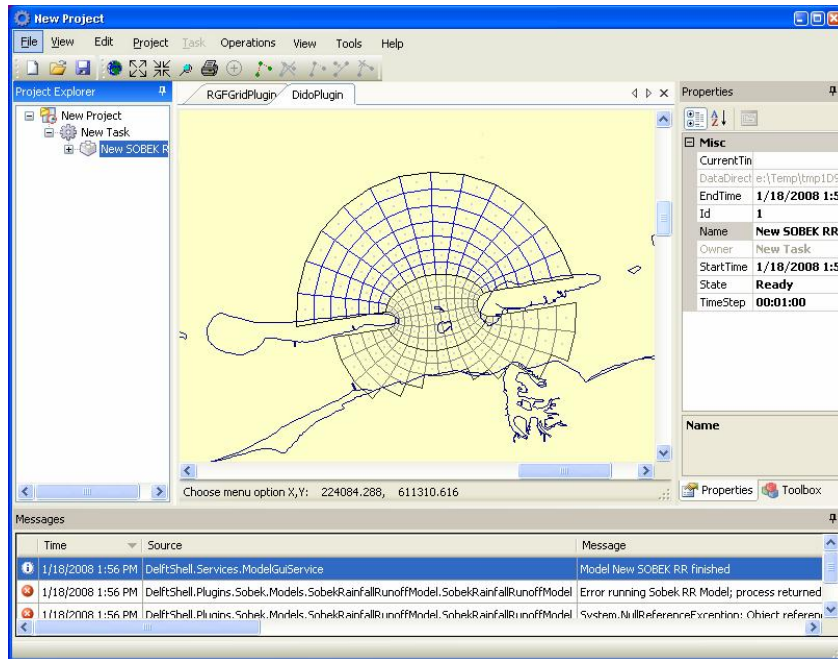 New Project
File View Edit Project Task Operations View Tools Help
Project Explorer
New Project
New Task
New SOBEK R
RGFGridPlugin DidoPlugin
Choose menu option X,Y: 224084.288, 611310.616
Properties
Misc
CurrentTin
DataDirect e:\Temp\tmp1D9
EndTime 1/18/2008 1:5
Id 1
Name New SOBEK RR
Owner New Task
StartTime 1/18/2008 1:5
State Ready
TimeStep 00:01:00
Name
Properties Toolbox
Messages
Time Source Message
1/18/2008 1:56 PM DelftShell.Services.ModelGuiService Model New SOBEK RR finished
1/18/2008 1:56 PM DelftShell.Plugins.Sobek.Models.SobekRainfallRunoffModel.SobekRainfallRunoffModel Error running Sobek RR Model; process returned
1/18/2008 1:56 PM DelftShell.Plugins.Sobek.Models.SobekRainfallRunoffModel.SobekRainfallRunoffModel System.NullReferenceException: Object referen